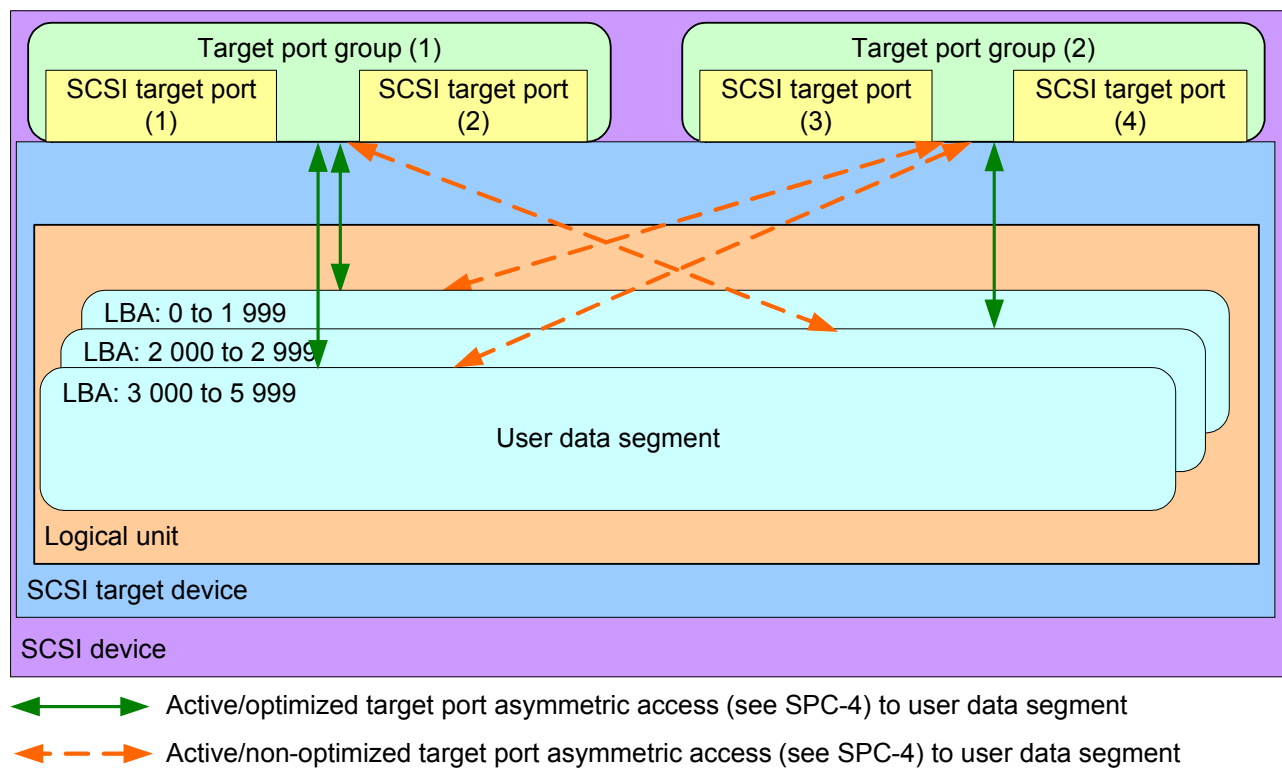 Target port group (1)
SCSI target port
(1)
SCSI target port
(2)
Target port group (2)
SCSI target port
(3)
SCSI target port
(4)
LBA: 0 to 1 999
LBA: 2 000 to 2 999
LBA: 3 000 to 5 999
User data segment
Logical unit
SCSI target device
SCSI device
Active/optimized target port asymmetric access (see SPC-4) to user data segment
Active/non-optimized target port asymmetric access (see SPC-4) to user data segment